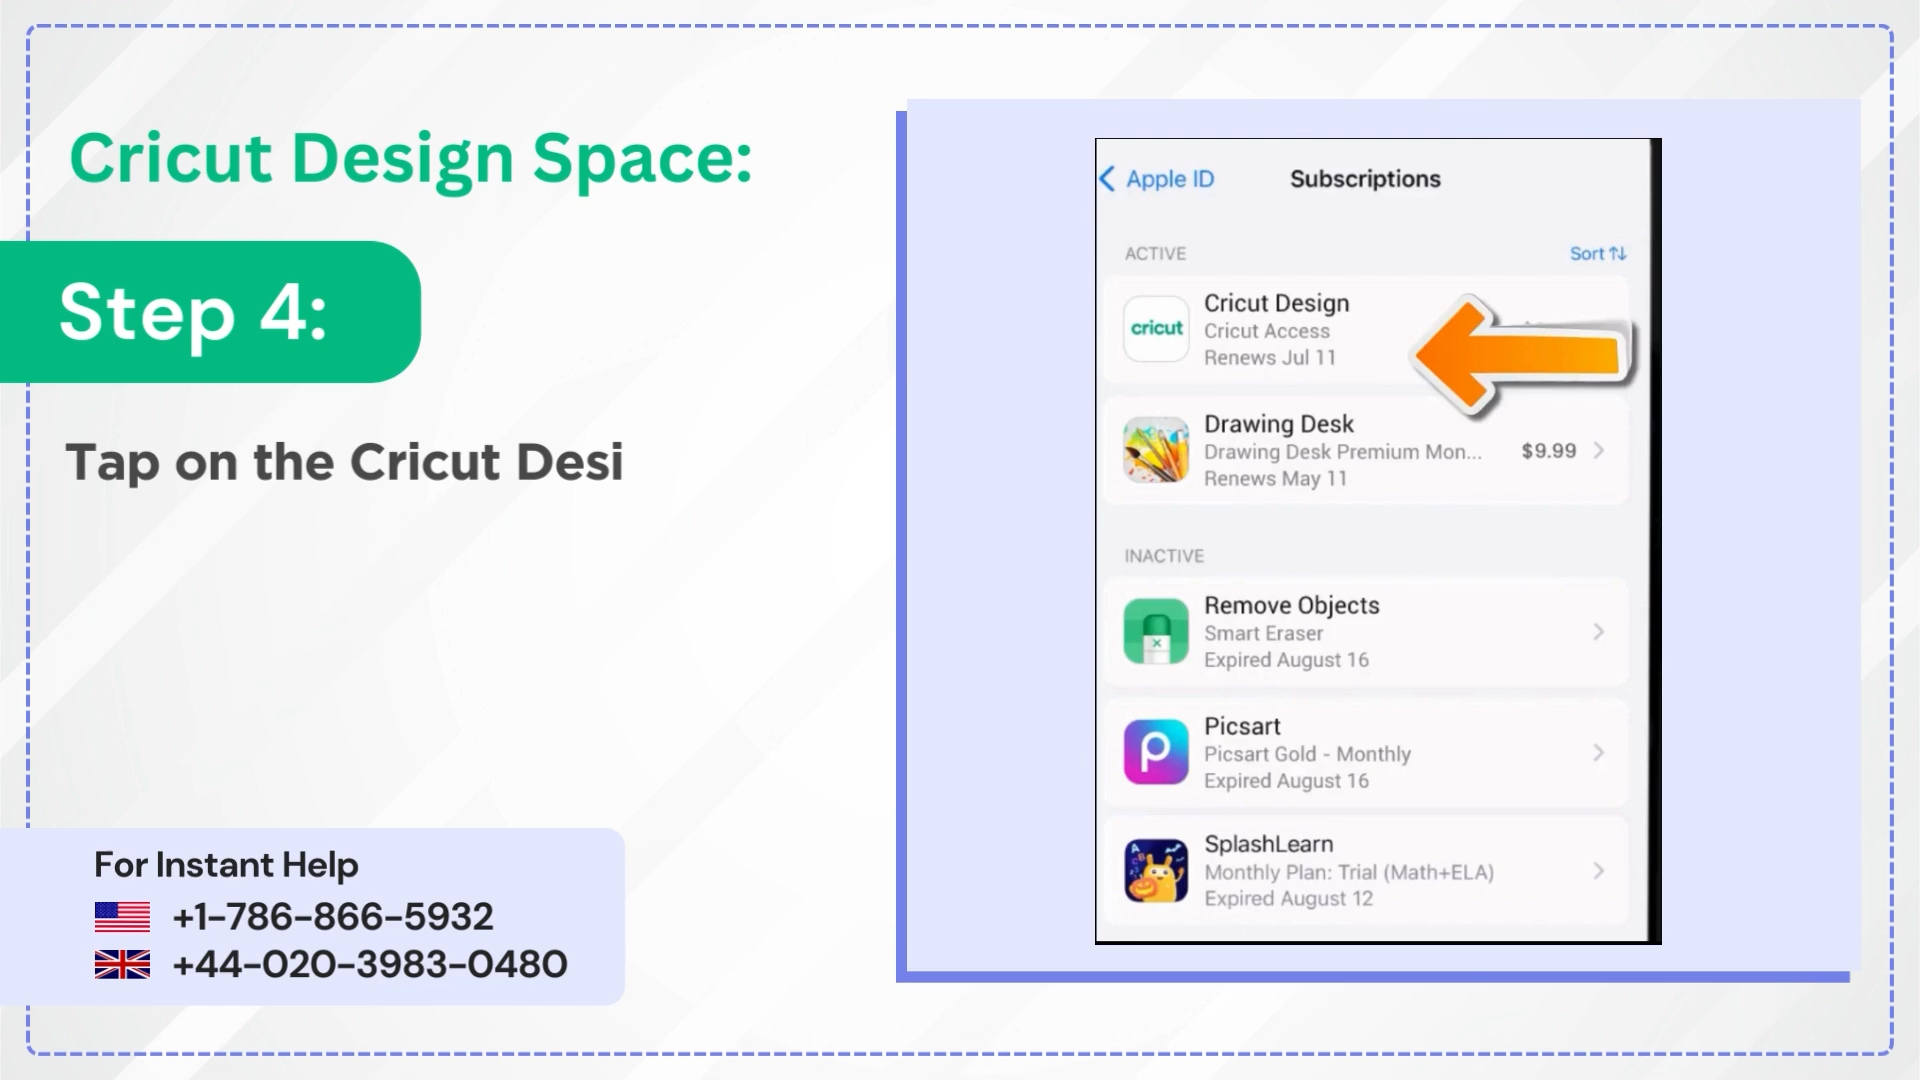 Cricut Design Space:
Step 4:
Tap on the Cricut Desi
For Instant Help
+1-786-866-5932
+44-020-3983-0480
Apple ID
Subscriptions
ACTIVE
Sort
cricut
Cricut Design
Cricut Access
Renews Jul 11
Drawing Desk
Drawing Desk Premium Mon...
$9.99
Renews May 11
INACTIVE
Remove Objects
Smart Eraser
Expired August 16
Picsart
Picsart Gold - Monthly
Expired August 16
SplashLearn
Monthly Plan: Trial (Math+ELA)
Expired August 12